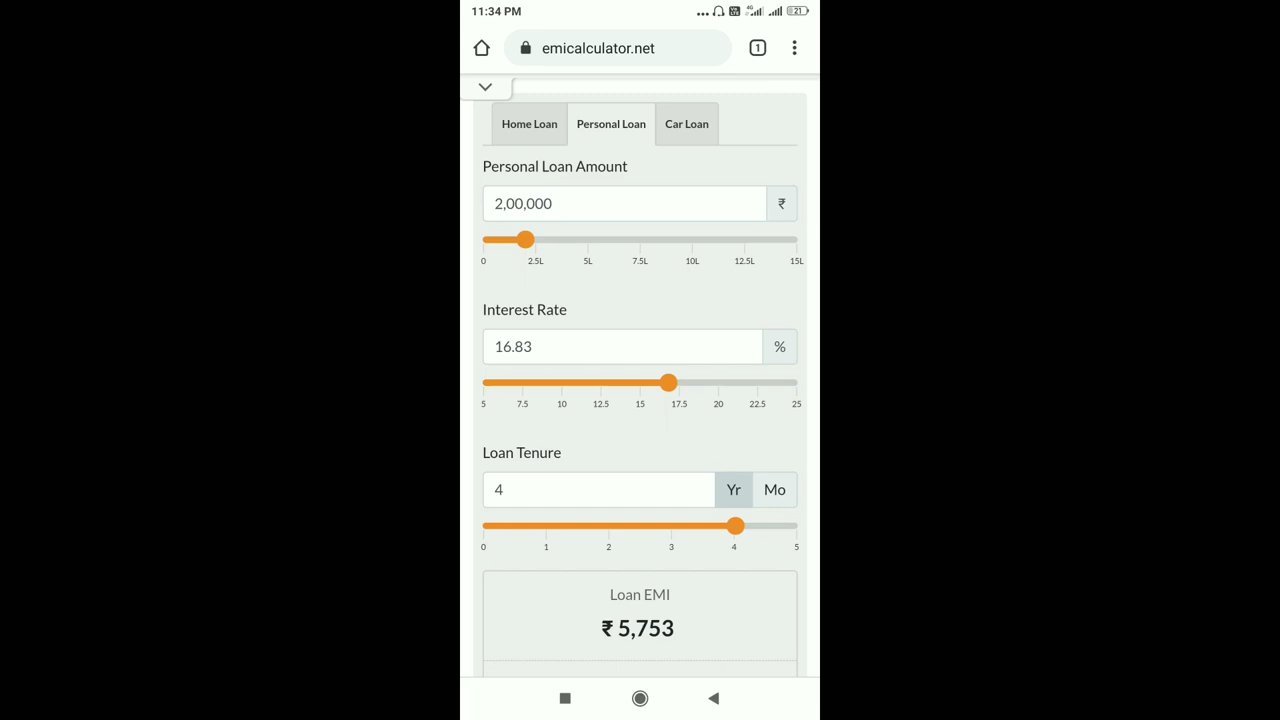 11:34 PM
4G
21
emicalculator.net
1
Home Loan Personal Loan Car Loan
Personal Loan Amount
2,00,000 ₹
0 2.5L 5L 7.5L 10L 12.5L 15L
Interest Rate
16.83 %
5 7.5 10 12.5 15 17.5 20 22.5 25
Loan Tenure
4 Yr Mo
0 1 2 3 4 5
Loan EMI
₹ 5,753